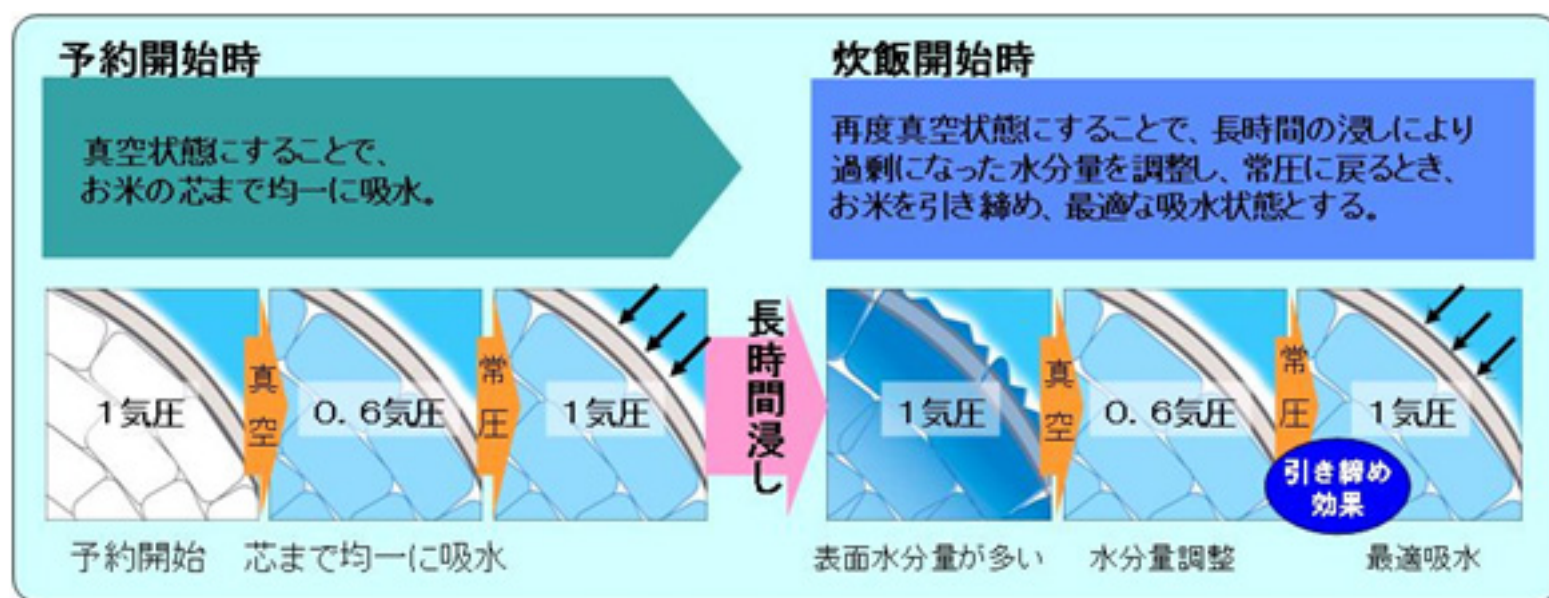 予約開始時
真空状態にすることで、
お米の芯まで均一に吸水。
炊飯開始時
再度真空状態にすることで、長時間の浸しにより
過剰になった水分量を調整し、常圧に戻るとき、
お米を引き締め、最適な吸水状態とする。
1気圧
真空
0.6気圧
常圧
1気圧
長時間浸し
1気圧
真空
0.6気圧
常圧
1気圧
引き締め
効果
予約開始
芯まで均一に吸水
表面水分量が多い
水分量調整
最適吸水